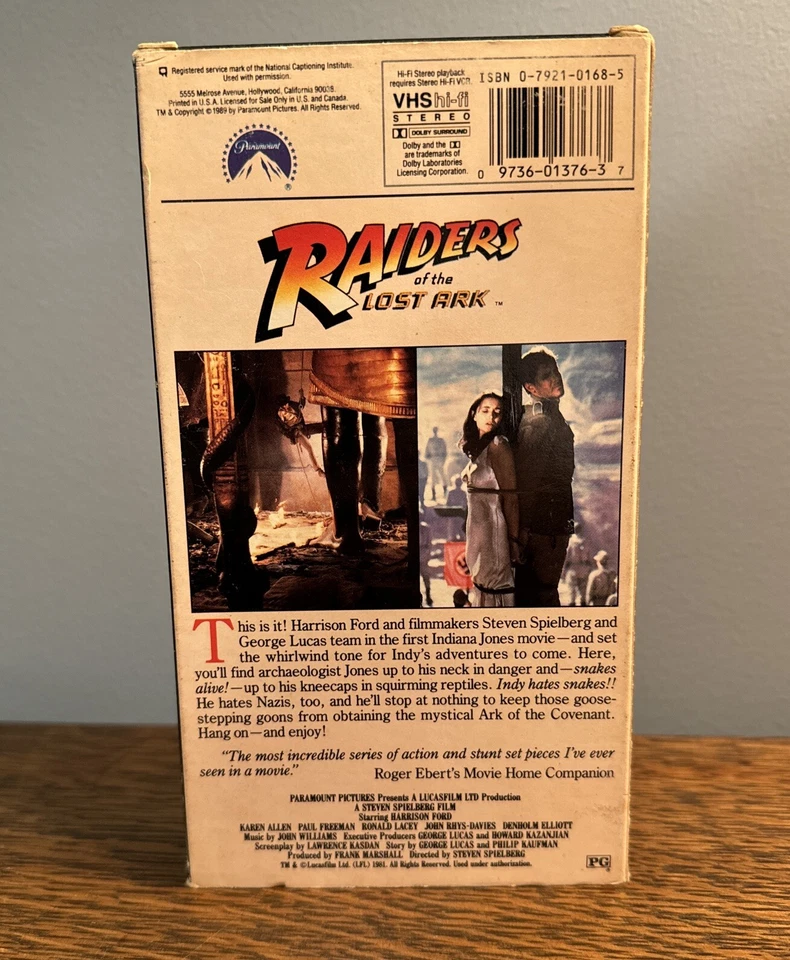 Registered service mark of the National Captioning Institute.
Used with permission.
5555 Melrose Avenue, Hollywood, California 90038.
Printed in U.S.A. Licensed for Sale Only in U.S. and Canada.
TM & Copyright © 1989 by Paramount Pictures. All Rights Reserved.
Paramount
®
Hi-Fi Stereo playback
requires Stereo Hi-Fi VCR.
VHS hi-fi
STEREO
DOLBY SURROUND
Dolby and the
are trademarks of
Dolby Laboratories
Licensing Corporation.
ISBN 0-7921-0168-5
0 9736-01376-3 7
RAIDERS
of the
LOST ARK ™
This is it! Harrison Ford and filmmakers Steven Spielberg and
George Lucas team in the first Indiana Jones movie—and set
the whirlwind tone for Indy's adventures to come. Here,
you'll find archaeologist Jones up to his neck in danger and—snakes
alive!—up to his kneecaps in squirming reptiles. Indy hates snakes!!
He hates Nazis, too, and he'll stop at nothing to keep those goose-
stepping goons from obtaining the mystical Ark of the Covenant.
Hang on—and enjoy!
"The most incredible series of action and stunt set pieces I've ever
seen in a movie."
Roger Ebert's Movie Home Companion
PARAMOUNT PICTURES Presents A LUCASFILM LTD Production
A STEVEN SPIELBERG FILM
Starring HARRISON FORD
KAREN ALLEN PAUL FREEMAN RONALD LACEY JOHN RHYS-DAVIES DENHOLM ELLIOTT
Music by JOHN WILLIAMS Executive Producers GEORGE LUCAS and HOWARD KAZANJIAN
Screenplay by LAWRENCE KASDAN Story by GEORGE LUCAS and PHILIP KAUFMAN
Produced by FRANK MARSHALL Directed by STEVEN SPIELBERG
TM & © Lucasfilm Ltd. (LFL) 1981. All Rights Reserved. Used under authorization.
PG